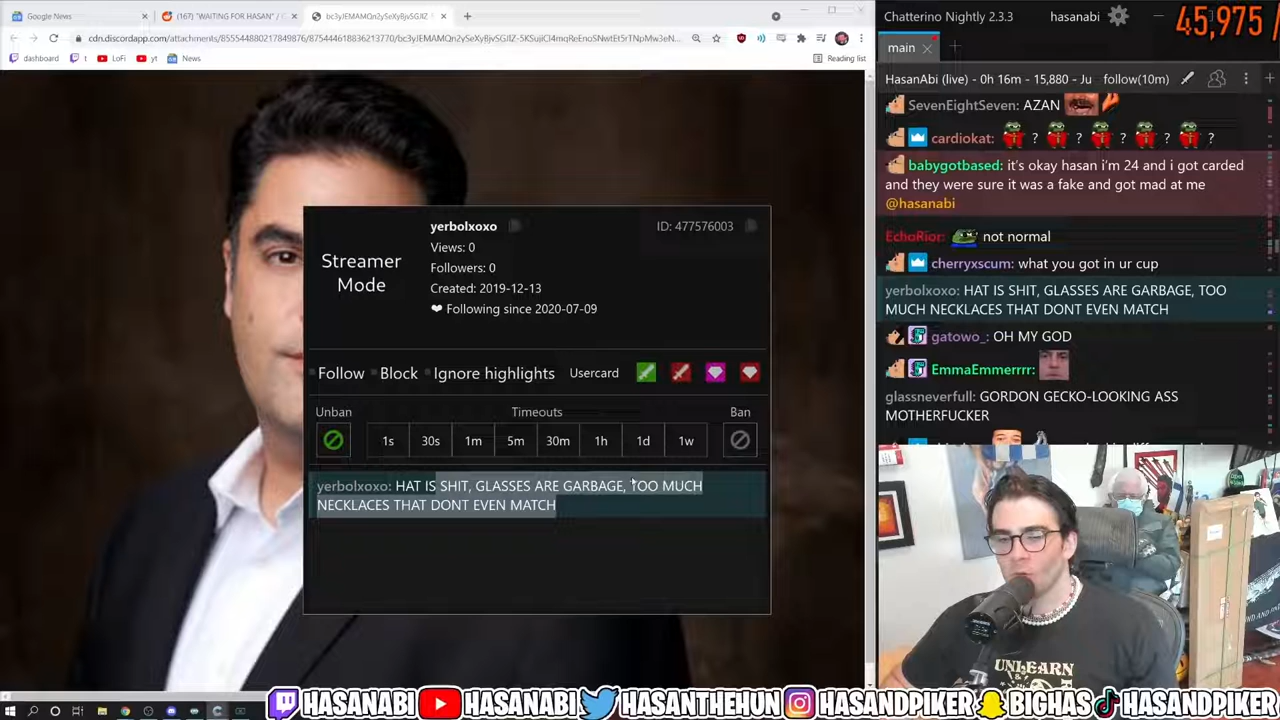 Google News
(167) "WAITING FOR HASAN"
bc3yJEMAMQn2ySeXyBjvSGJIZ
Chatterino Nightly 2.3.3
hasanabi
45,975
cdn.discordapp.com/attachments/855544880217849876/875444618836213770/
dashboard
t
LoFi
yt
News
Reading list
main
HasanAbi (live) - 0h 16m - 15,880 - Ju
follow(10m)
SevenEightSeven: AZAN
cardiokat: ? ? ? ? ? ?
babygotbased: it's okay hasan i'm 24 and i got carded
and they were sure it was a fake and got mad at me
@hasanabi
EchoRior: not normal
cherryxscum: what you got in ur cup
yerbolxoxo: HAT IS SHIT, GLASSES ARE GARBAGE, TOO
MUCH NECKLACES THAT DONT EVEN MATCH
gatowo_: OH MY GOD
EmmaEmmerrrr:
glassneverfull: GORDON GECKO-LOOKING ASS
MOTHERFUCKER
Streamer
Mode
yerbolxoxo
ID: 477576003
Views: 0
Followers: 0
Created: 2019-12-13
Following since 2020-07-09
Follow
Block
Ignore highlights
Usercard
Unban
Timeouts
Ban
1s
30s
1m
5m
30m
1h
1d
1w
yerbolxoxo: HAT IS SHIT, GLASSES ARE GARBAGE, TOO MUCH
NECKLACES THAT DONT EVEN MATCH
UNLEARN
HASANABI
HASANABI
HASANTHEHUN
HASANDPIKER
BIGHAS
HASANDPIKER